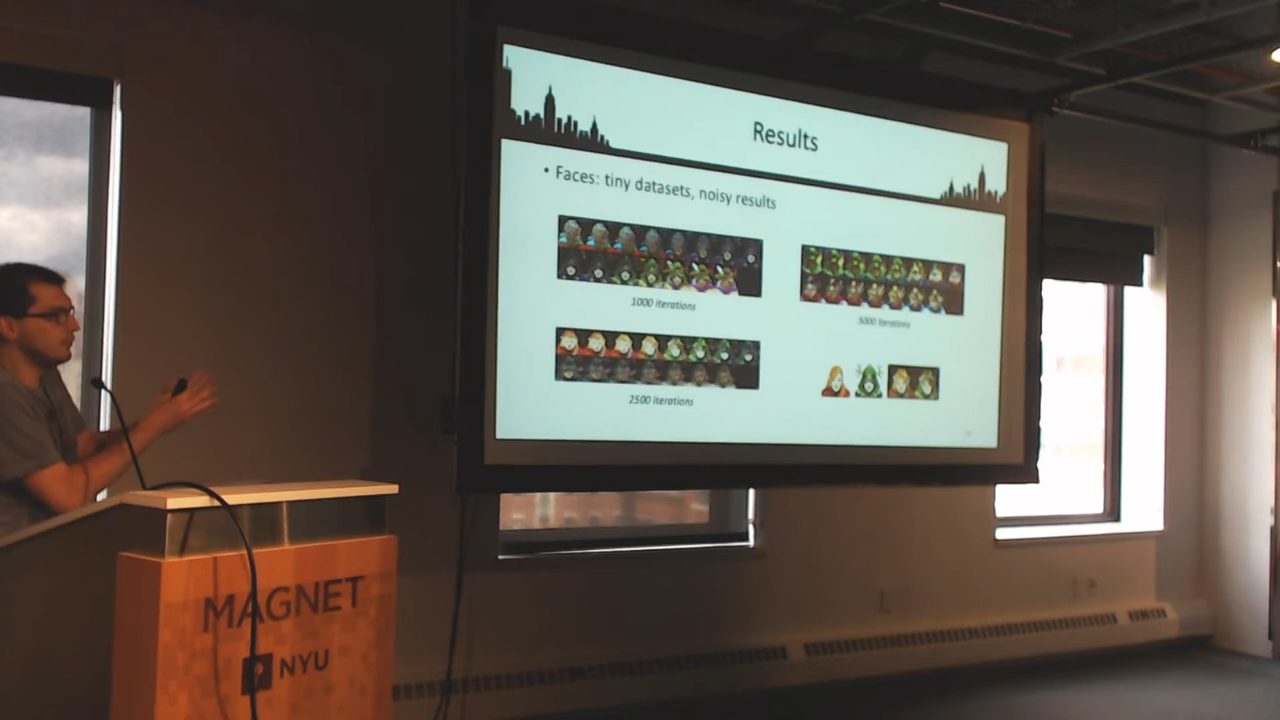 Results
• Faces: tiny datasets, noisy results
1000 iterations
5000 iterations
2500 iterations
MAGNET
NYU